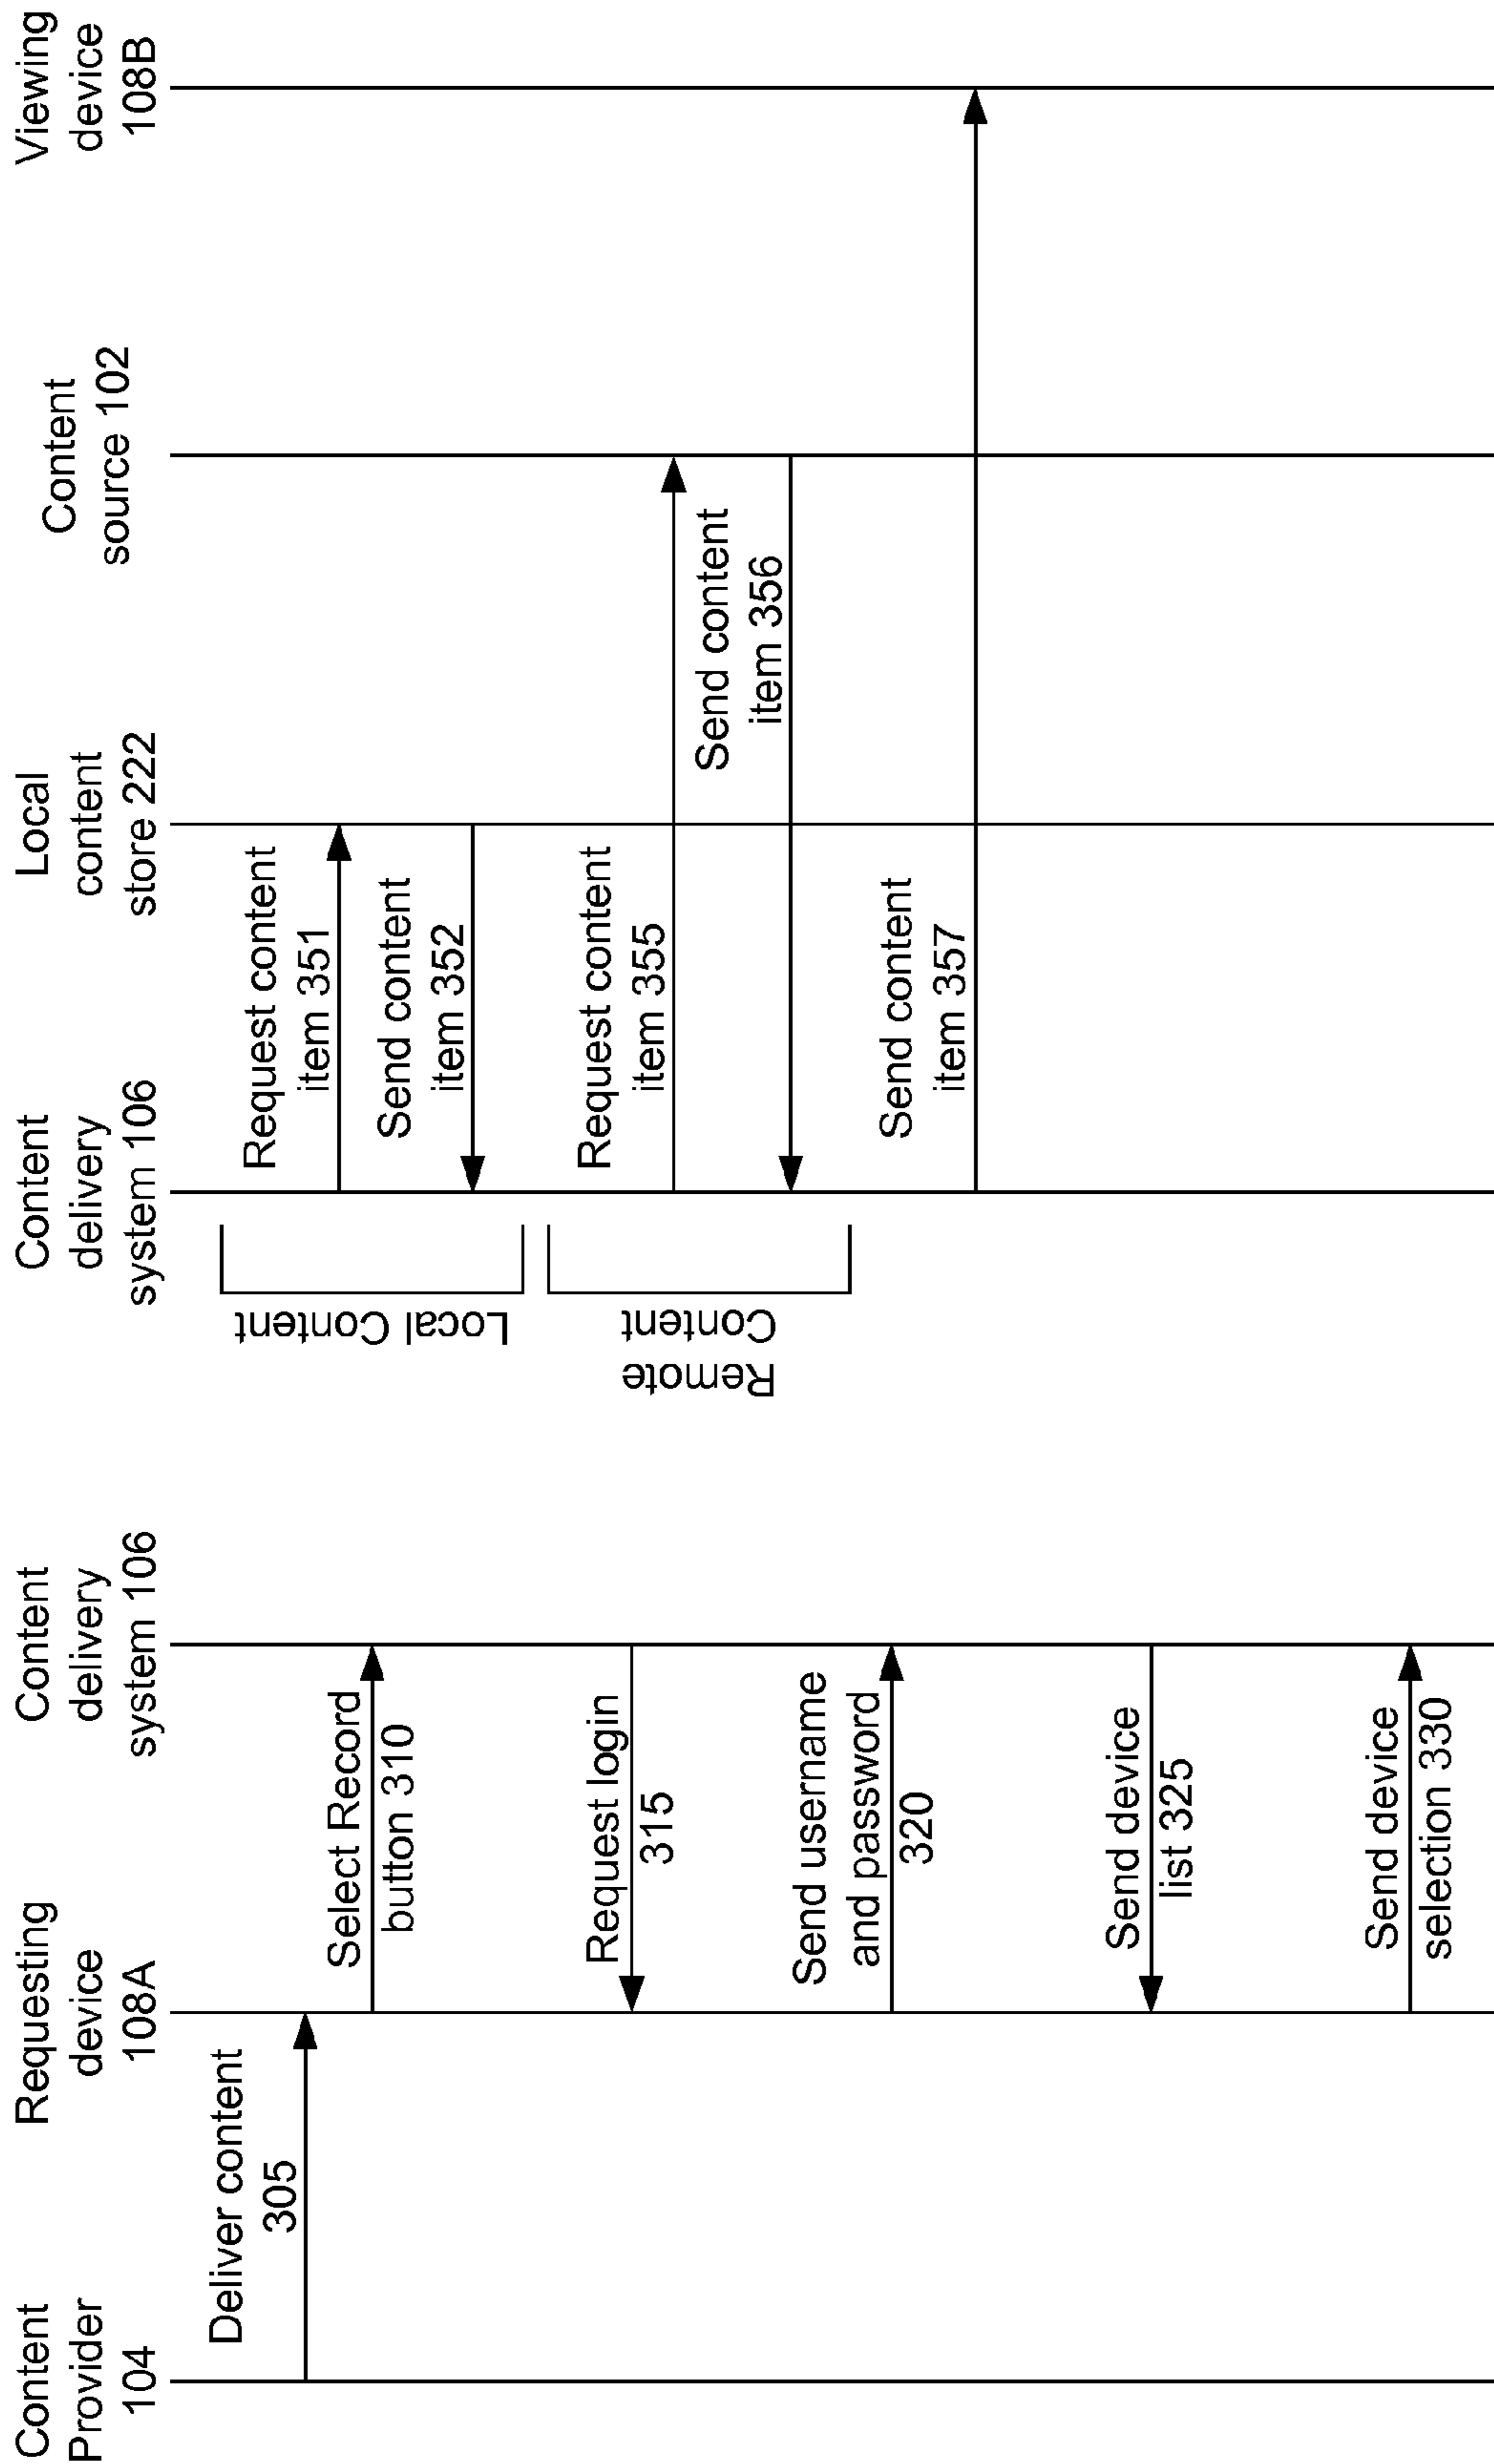 Content
Provider
104
Requesting
device
108A
Content
delivery
system 106
Deliver content
305
Select Record
button 310
Request login
315
Send username
and password
320
Send device
list 325
Send device
selection 330
Content
delivery
system 106
Local
content
store 222
Content
source 102
Viewing
device
108B
Local Content
Request content
item 351
Send content
item 352
Remote
Content
Request content
item 355
Send content
item 356
Send content
item 357